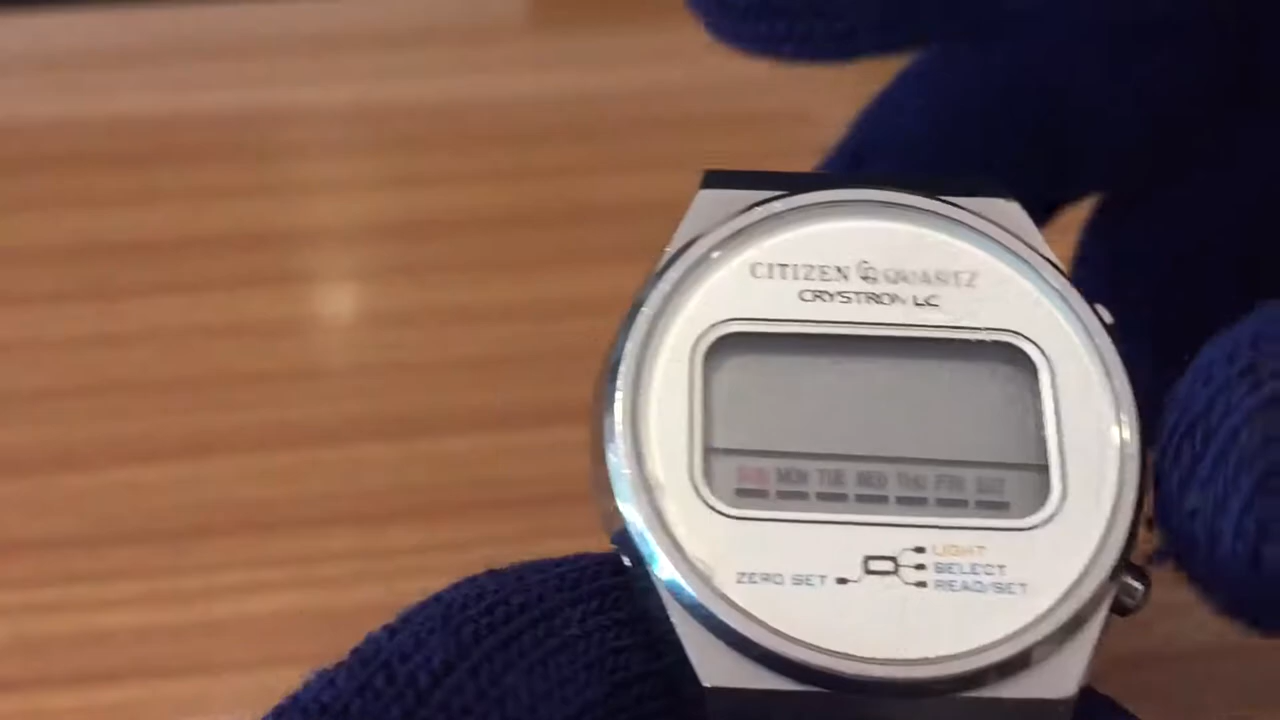 CITIZEN QUARTZ
CRYSTRON LC
SUN MON TUE WED THU FRI SAT
LIGHT
ZERO SET SELECT
READ/SET